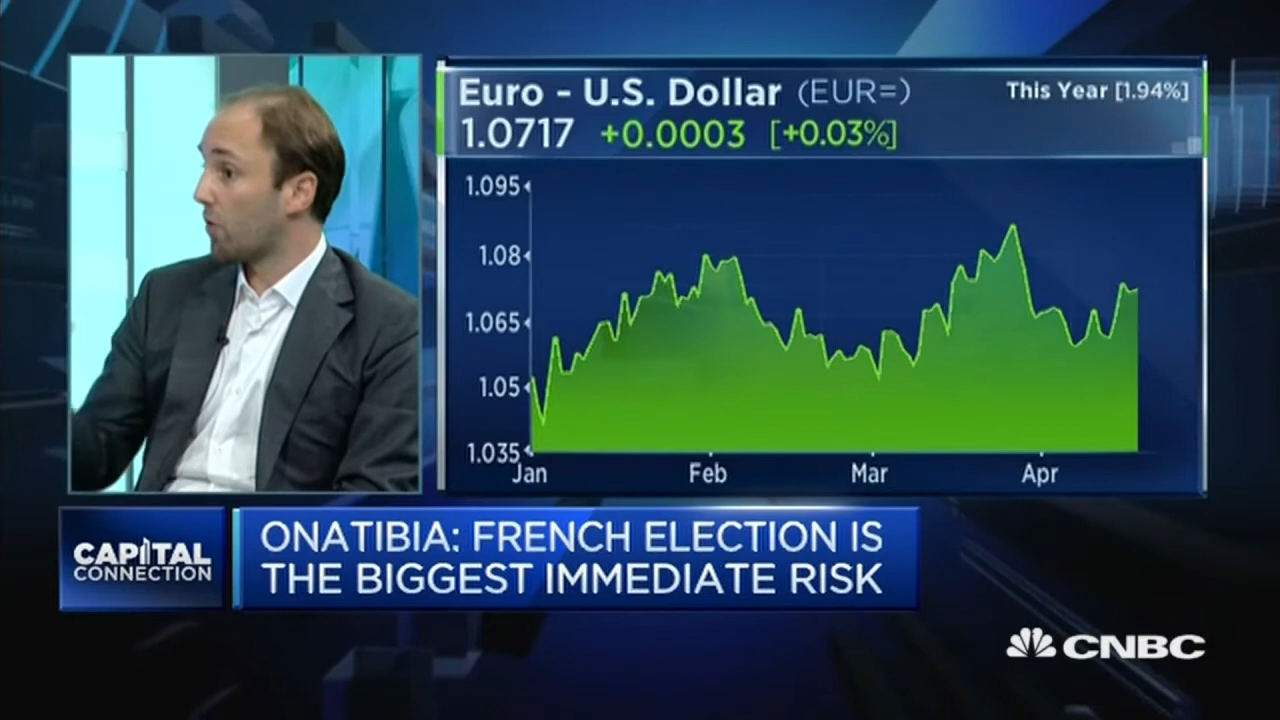 Euro - U.S. Dollar (EUR=)
This Year [1.94%]
1.0717 +0.0003 [+0.03%]
1.095
1.08
1.065
1.05
1.035
Jan Feb Mar Apr
CAPITAL
CONNECTION
ONATIBIA: FRENCH ELECTION IS
THE BIGGEST IMMEDIATE RISK
CNBC